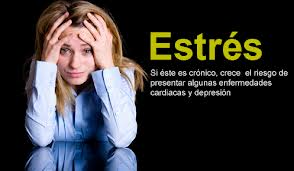 Estrés
Si éste es crónico, crece el riesgo de
presentar algunas enfermedades
cardiacas y depresión